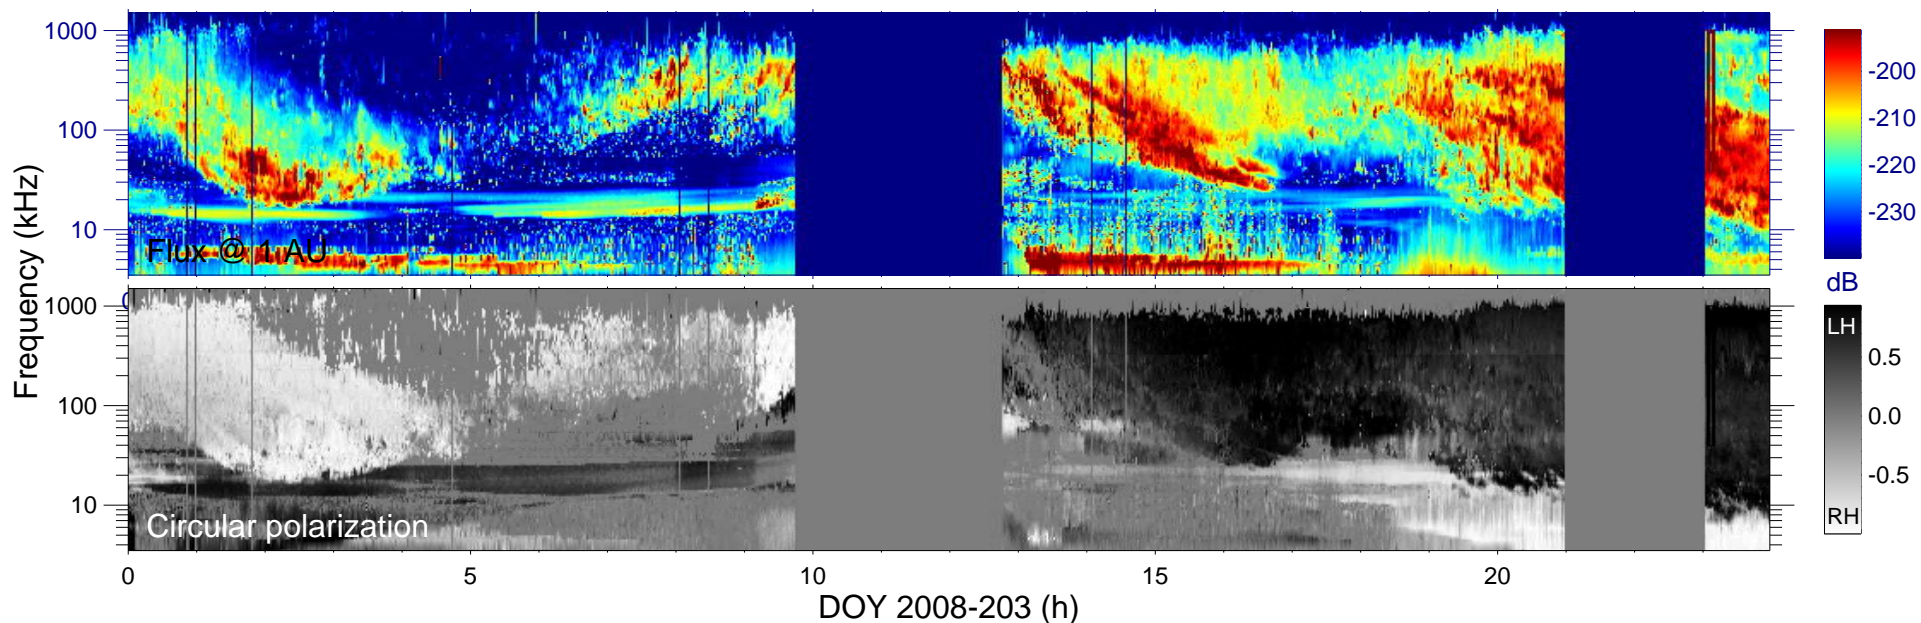 1000
100
10
Flux @ 1 AU
-200
-210
-220
-230
dB
0
Frequency (kHz)
1000
100
10
Circular polarization
LH
0.5
0.0
-0.5
RH
0
5
10
15
20
DOY 2008-203 (h)